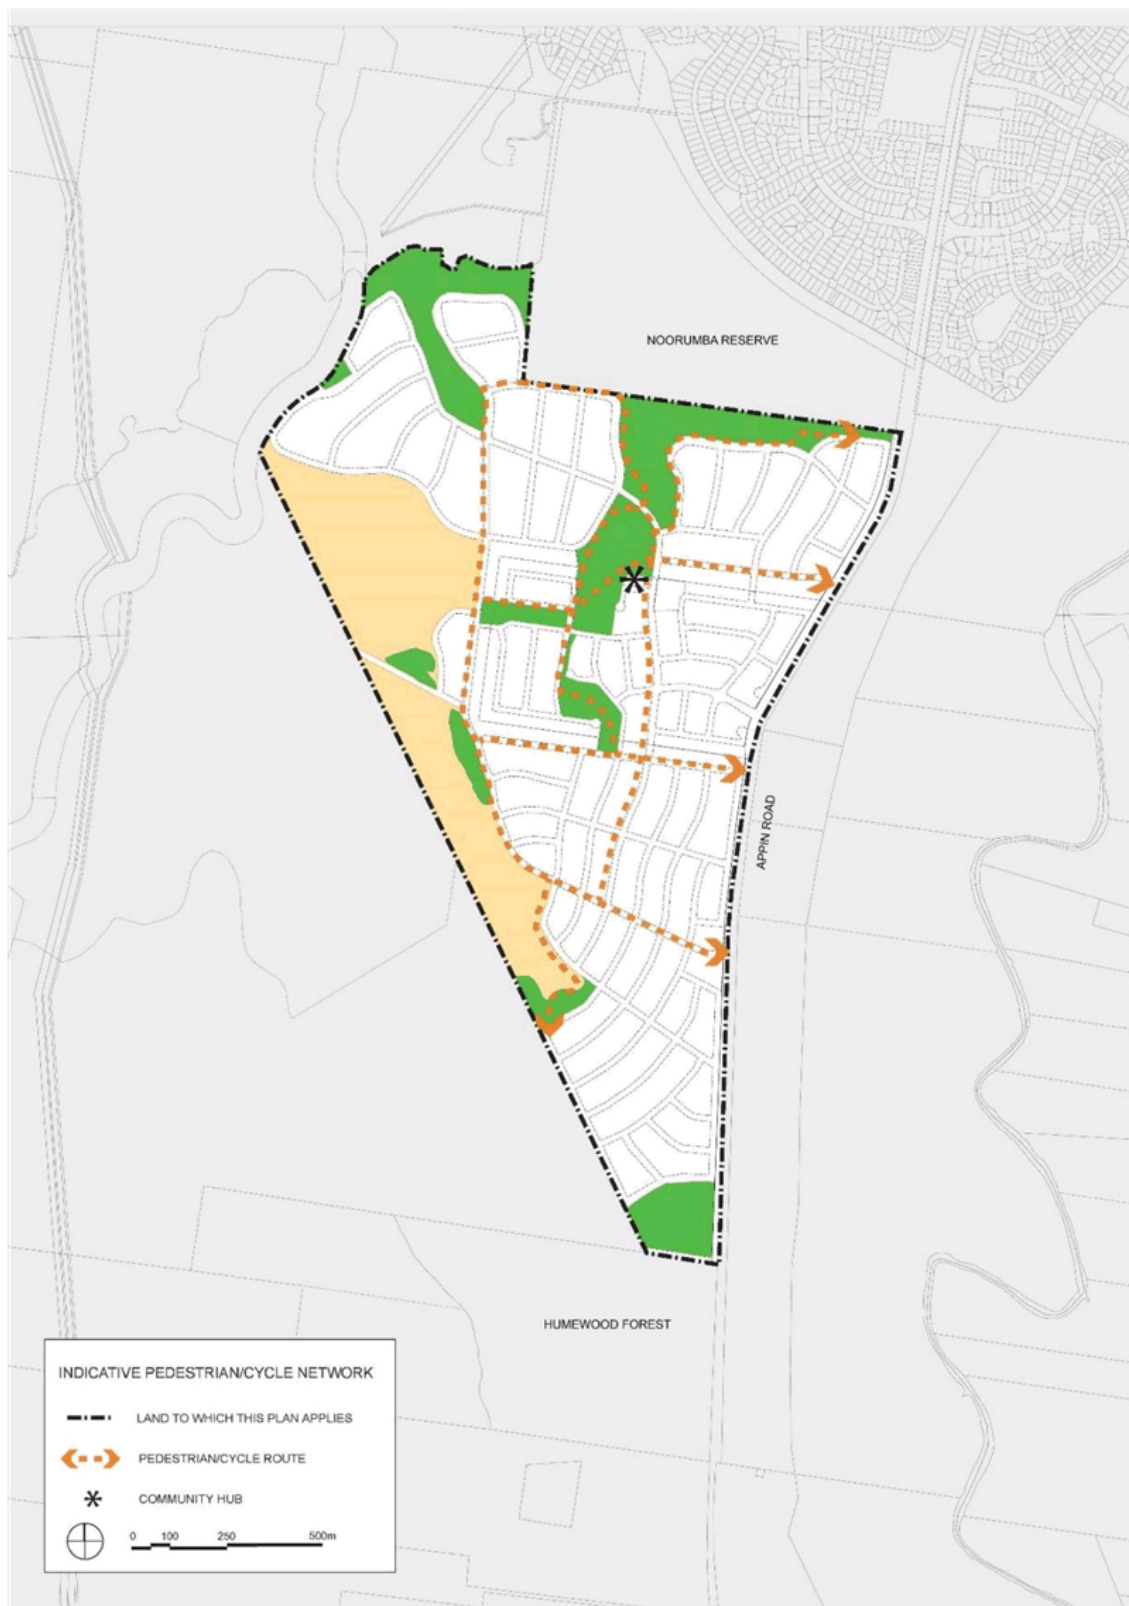 NOORUMBA RESERVE
APPIN ROAD
HUMEWOOD FOREST
INDICATIVE PEDESTRIAN/CYCLE NETWORK
LAND TO WHICH THIS PLAN APPLIES
PEDESTRIAN/CYCLE ROUTE
COMMUNITY HUB
0 100 250 500m